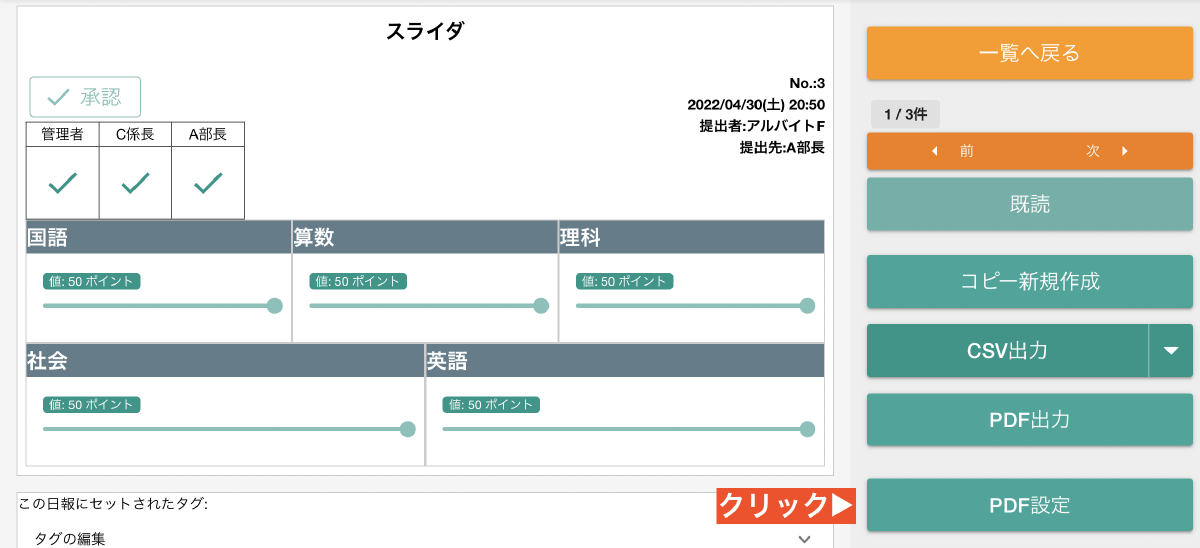 スライダ
承認
No.:3
2022/04/30(土) 20:50
提出者:アルバイトF
提出先:A部長
管理者 C係長 A部長
国語 算数 理科
値: 50 ポイント 値: 50 ポイント 値: 50 ポイント
社会 英語
値: 50 ポイント 値: 50 ポイント
この日報にセットされたタグ:
タグの編集
クリック▶
一覧へ戻る
1 / 3件
前 次
既読
コピー新規作成
CSV出力
PDF出力
PDF設定